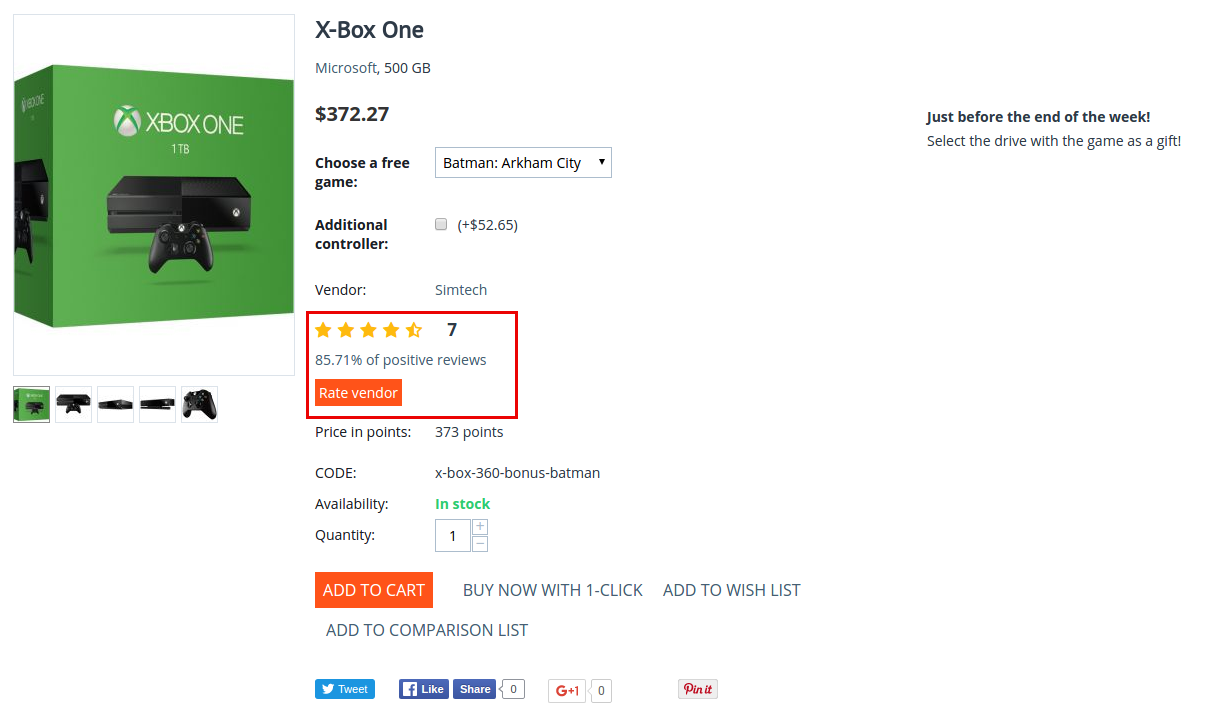 X-Box One
Microsoft, 500 GB
$372.27
Just before the end of the week!
Select the drive with the game as a gift!
XBOX ONE
XBOX ONE
1TB
Choose a free
game:
Batman: Arkham City
Additional
controller:
(+$52.65)
Vendor: Simtech
7
85.71% of positive reviews
Rate vendor
Price in points: 373 points
CODE: x-box-360-bonus-batman
Availability: In stock
Quantity: 1 + −
ADD TO CART BUY NOW WITH 1-CLICK ADD TO WISH LIST
ADD TO COMPARISON LIST
Tweet Like Share 0 G+1 0 Pin it